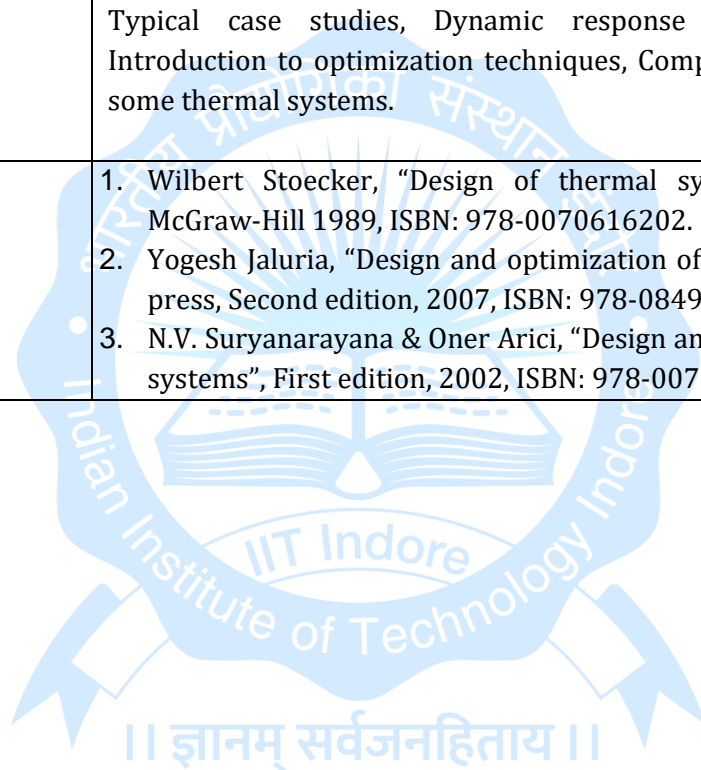 Typical case studies, Dynamic response
Introduction to optimization techniques, Comp
some thermal systems.
1. Wilbert Stoecker, “Design of thermal sy
McGraw-Hill 1989, ISBN: 978-0070616202.
2. Yogesh Jaluria, “Design and optimization of
press, Second edition, 2007, ISBN: 978-0849
3. N.V. Suryanarayana & Oner Arici, “Design an
systems”, First edition, 2002, ISBN: 978-007
भारतीय प्रौद्योगिकी संस्थान इंदौर
Indian Institute of Technology Indore
IIT Indore
।। ज्ञानम् सर्वजनहिताय ।।